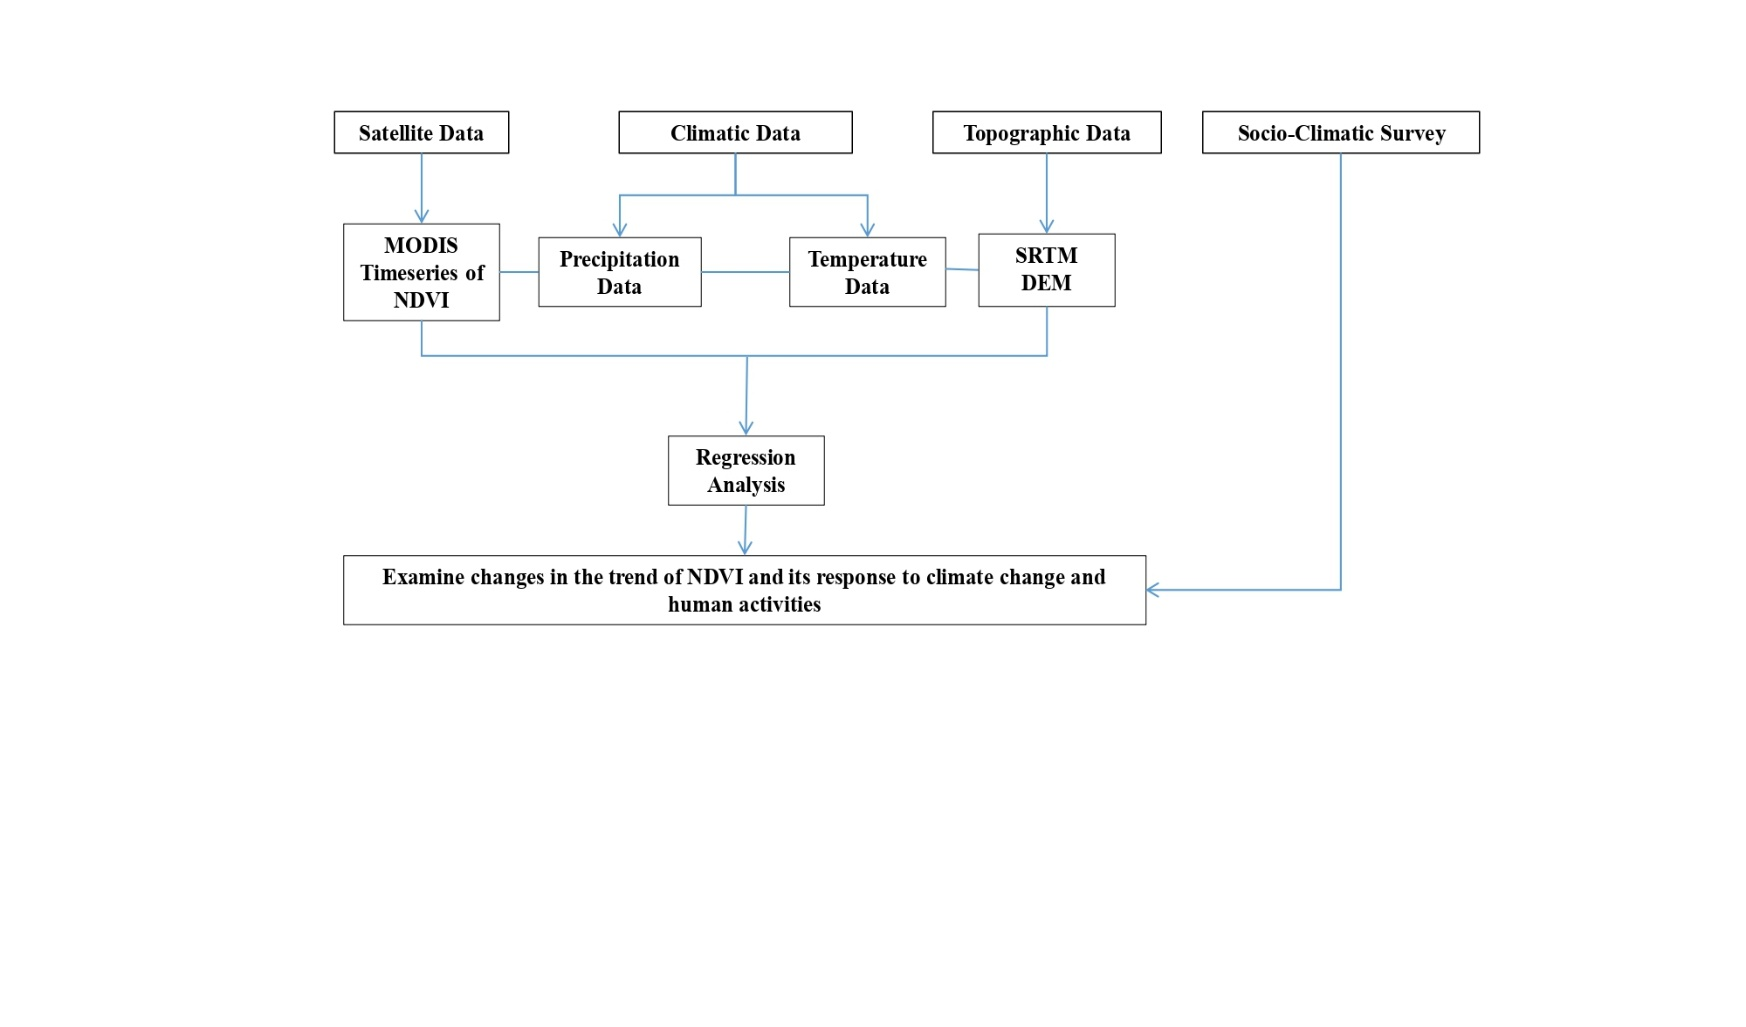 Satellite Data
Climatic Data
Topographic Data
Socio-Climatic Survey
MODIS
Timeseries of
NDVI
Precipitation
Data
Temperature
Data
SRTM
DEM
Regression
Analysis
Examine changes in the trend of NDVI and its response to climate change and
human activities